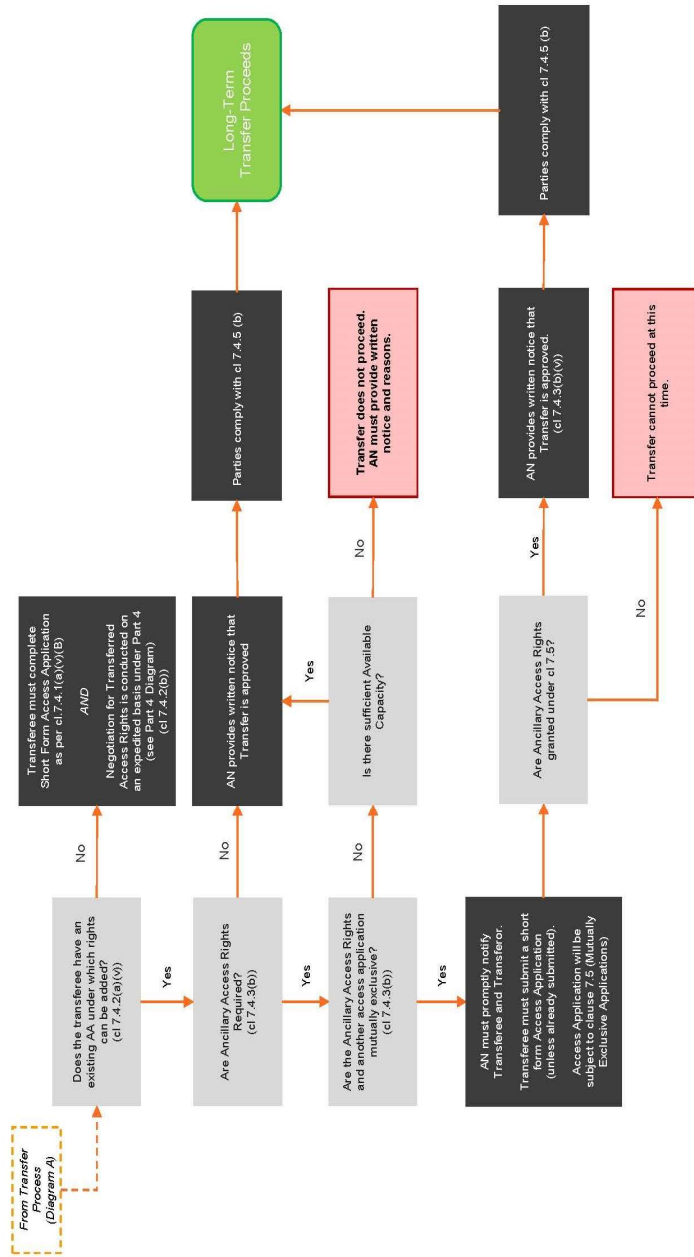 From Transfer
Process
(Diagram A)
Does the transferee have an
existing AA under which rights
can be added?
(cl 7.4.2(a)(v)
No
Transferee must complete
Short Form Access Application
as per cl.7.4.1(a)(v)(B)
AND
Negotiation for Transferred
Access Rights is conducted on
an expedited basis under Part 4
(see Part 4 Diagram)
(cl 7.4.2(b))
Yes
Are Ancillary Access Rights
Required?
(cl 7.4.3(b))
No
AN provides written notice that
Transfer is approved
Parties comply with cl 7.4.5 (b)
Long-Term
Transfer Proceeds
Yes
Are the Ancillary Access Rights
and another access application
mutually exclusive?
(cl 7.4.3(b))
No
Is there sufficient Available
Capacity?
Yes
No
Transfer does not proceed.
AN must provide written
notice and reasons.
Yes
AN must promptly notify
Transferee and Transferor.
Transferee must submit a short
form Access Application
(unless already submitted).
Access Application will be
subject to clause 7.5 (Mutually
Exclusive Applications)
Are Ancillary Access Rights
granted under cl 7.5?
Yes
AN provides written notice that
Transfer is approved.
(cl 7.4.3(b)(v))
Parties comply with cl 7.4.5 (b)
No
Transfer cannot proceed at this
time.